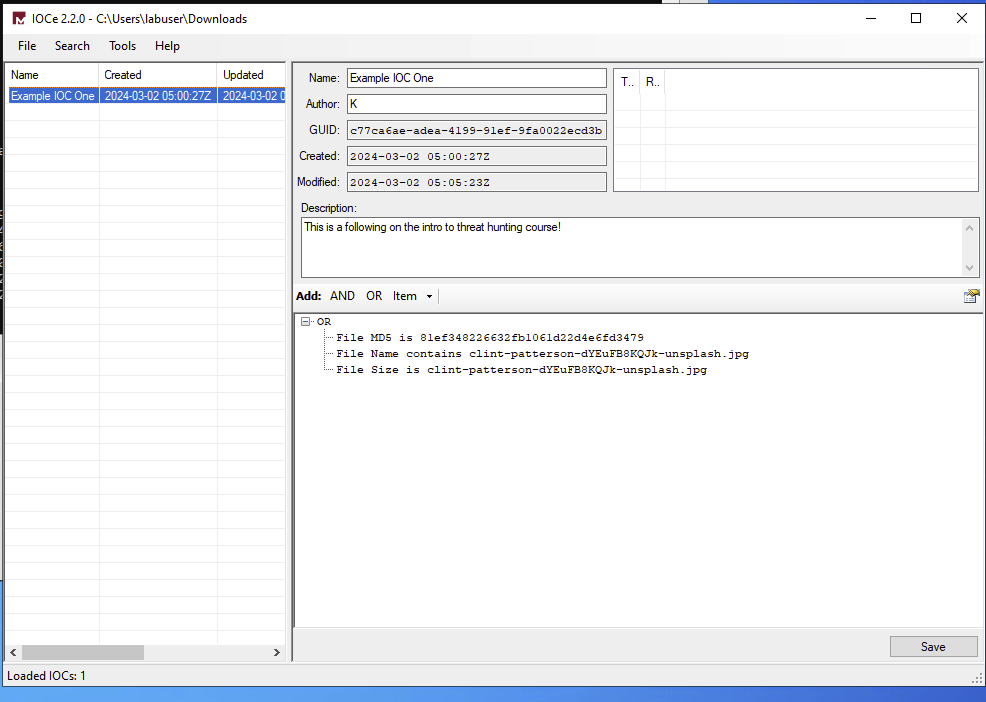 IOCe 2.2.0 - C:\Users\labuser\Downloads
File Search Tools Help
Name Created Updated
Example IOC One 2024-03-02 05:00:27Z 2024-03-02 0
Name: Example IOC One
T.. R..
Author: K
GUID: c77ca6ae-adea-4199-91ef-9fa0022ecd3b
Created: 2024-03-02 05:00:27Z
Modified: 2024-03-02 05:05:23Z
Description:
This is a following on the intro to threat hunting course!
Add: AND OR Item
OR
File MD5 is 81ef348226632fb1061d22d4e6fd3479
File Name contains clint-patterson-dYEuFB8KQJk-unsplash.jpg
File Size is clint-patterson-dYEuFB8KQJk-unsplash.jpg
Save
Loaded IOCs: 1